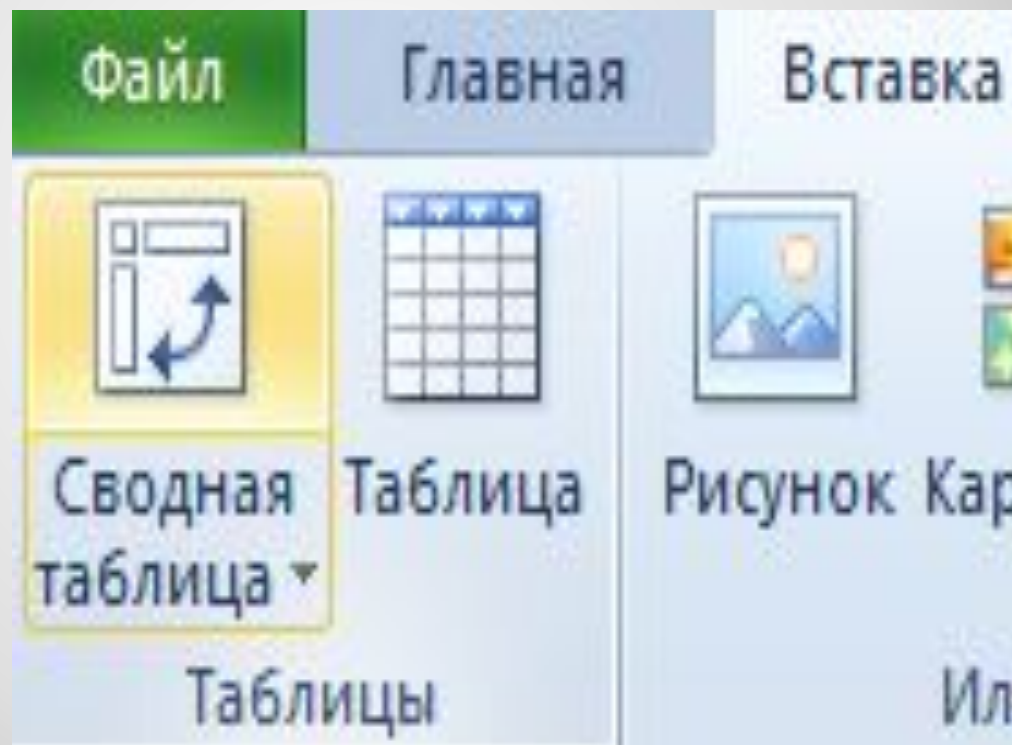 Файл Главная Вставка
Сводная Таблица Рисунок
таблица
Таблицы